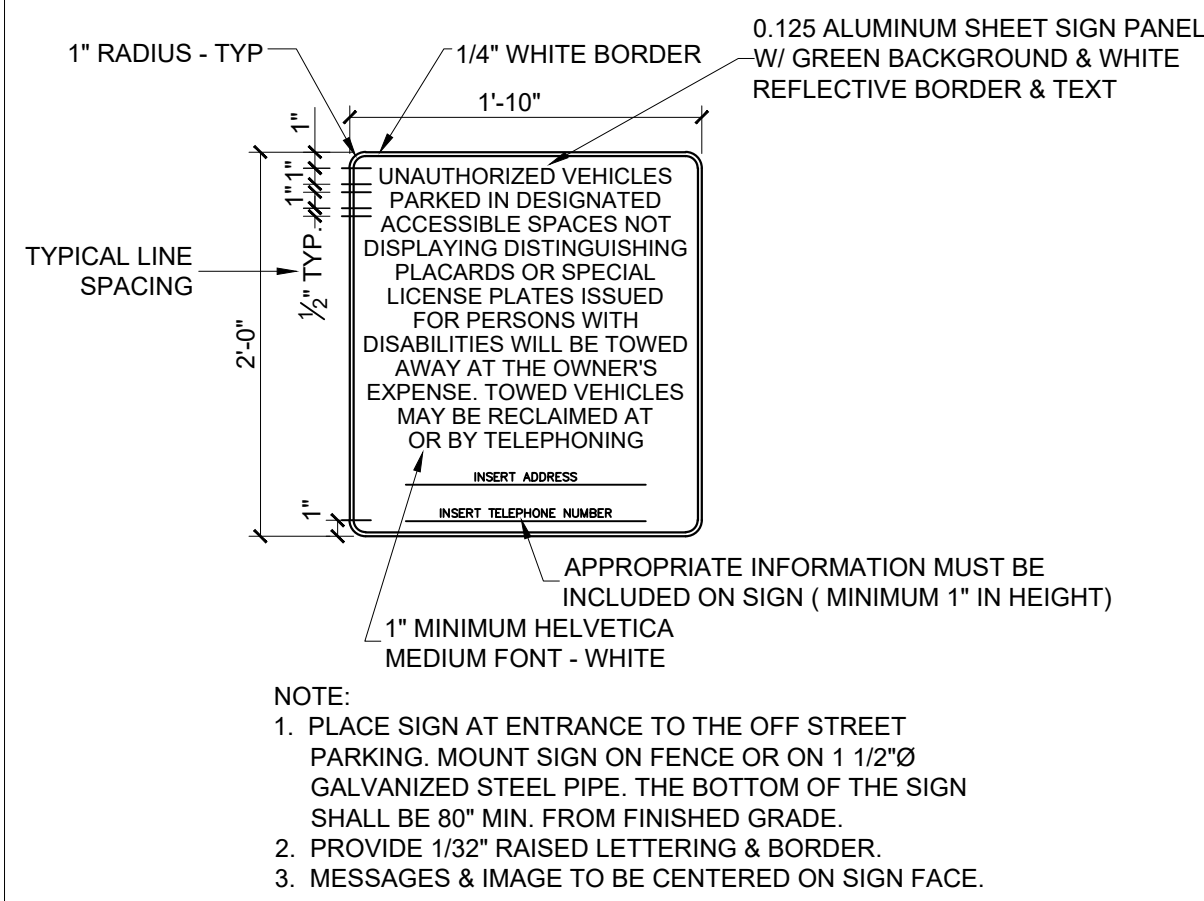 0.125 ALUMINUM SHEET SIGN PANEL
W/ GREEN BACKGROUND & WHITE
REFLECTIVE BORDER & TEXT
1" RADIUS - TYP
1/4" WHITE BORDER
1'-10"
1"
1"
1"
½" TYP.
TYPICAL LINE
SPACING
2'-0"
1"
UNAUTHORIZED VEHICLES
PARKED IN DESIGNATED
ACCESSIBLE SPACES NOT
DISPLAYING DISTINGUISHING
PLACARDS OR SPECIAL
LICENSE PLATES ISSUED
FOR PERSONS WITH
DISABILITIES WILL BE TOWED
AWAY AT THE OWNER'S
EXPENSE. TOWED VEHICLES
MAY BE RECLAIMED AT
OR BY TELEPHONING
INSERT ADDRESS
INSERT TELEPHONE NUMBER
APPROPRIATE INFORMATION MUST BE
INCLUDED ON SIGN ( MINIMUM 1" IN HEIGHT)
1" MINIMUM HELVETICA
MEDIUM FONT - WHITE
NOTE:
1. PLACE SIGN AT ENTRANCE TO THE OFF STREET
PARKING. MOUNT SIGN ON FENCE OR ON 1 1/2"Ø
GALVANIZED STEEL PIPE. THE BOTTOM OF THE SIGN
SHALL BE 80" MIN. FROM FINISHED GRADE.
2. PROVIDE 1/32" RAISED LETTERING & BORDER.
3. MESSAGES & IMAGE TO BE CENTERED ON SIGN FACE.